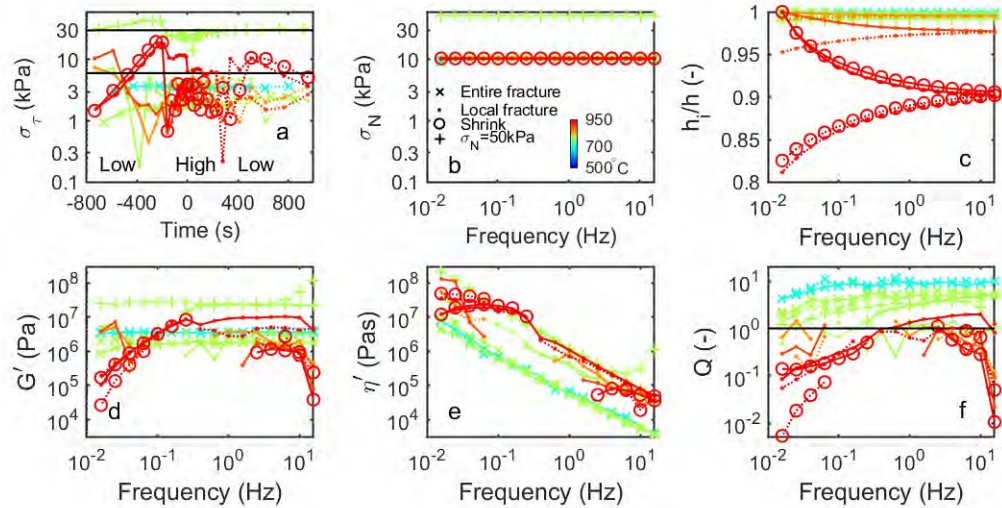 30
10
3
1
0.3
0.1
σ_τ (kPa)
a
Low High Low
-800 -400 0 400 800
Time (s)
30
10
3
1
0.3
0.1
σ_N (kPa)
× Entire fracture
· Local fracture
○ Shrink
+ σ_N=50kPa
950
700
500°C
b
10^-2 10^0 10^2
Frequency (Hz)
1
0.95
0.9
0.85
0.8
h_i/h (-)
c
10^-2 10^0 10^2
Frequency (Hz)
10^8
10^7
10^6
10^5
10^4
G′ (Pa)
d
10^-2 10^-1 10^0 10^1
Frequency (Hz)
10^8
10^7
10^6
10^5
10^4
η′ (Pas)
e
10^-2 10^-1 10^0 10^1
Frequency (Hz)
10^1
10^0
10^-1
10^-2
Q (-)
f
10^-2 10^-1 10^0 10^1
Frequency (Hz)